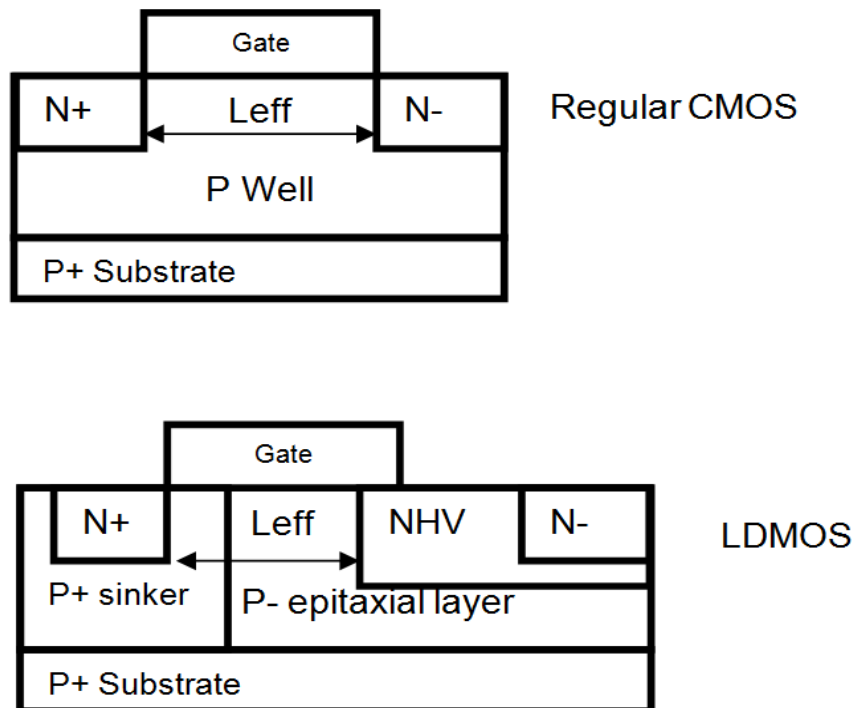 Gate
N+ Leff N- Regular CMOS
P Well
P+ Substrate
Gate
N+ Leff NHV N- LDMOS
P+ sinker P- epitaxial layer
P+ Substrate